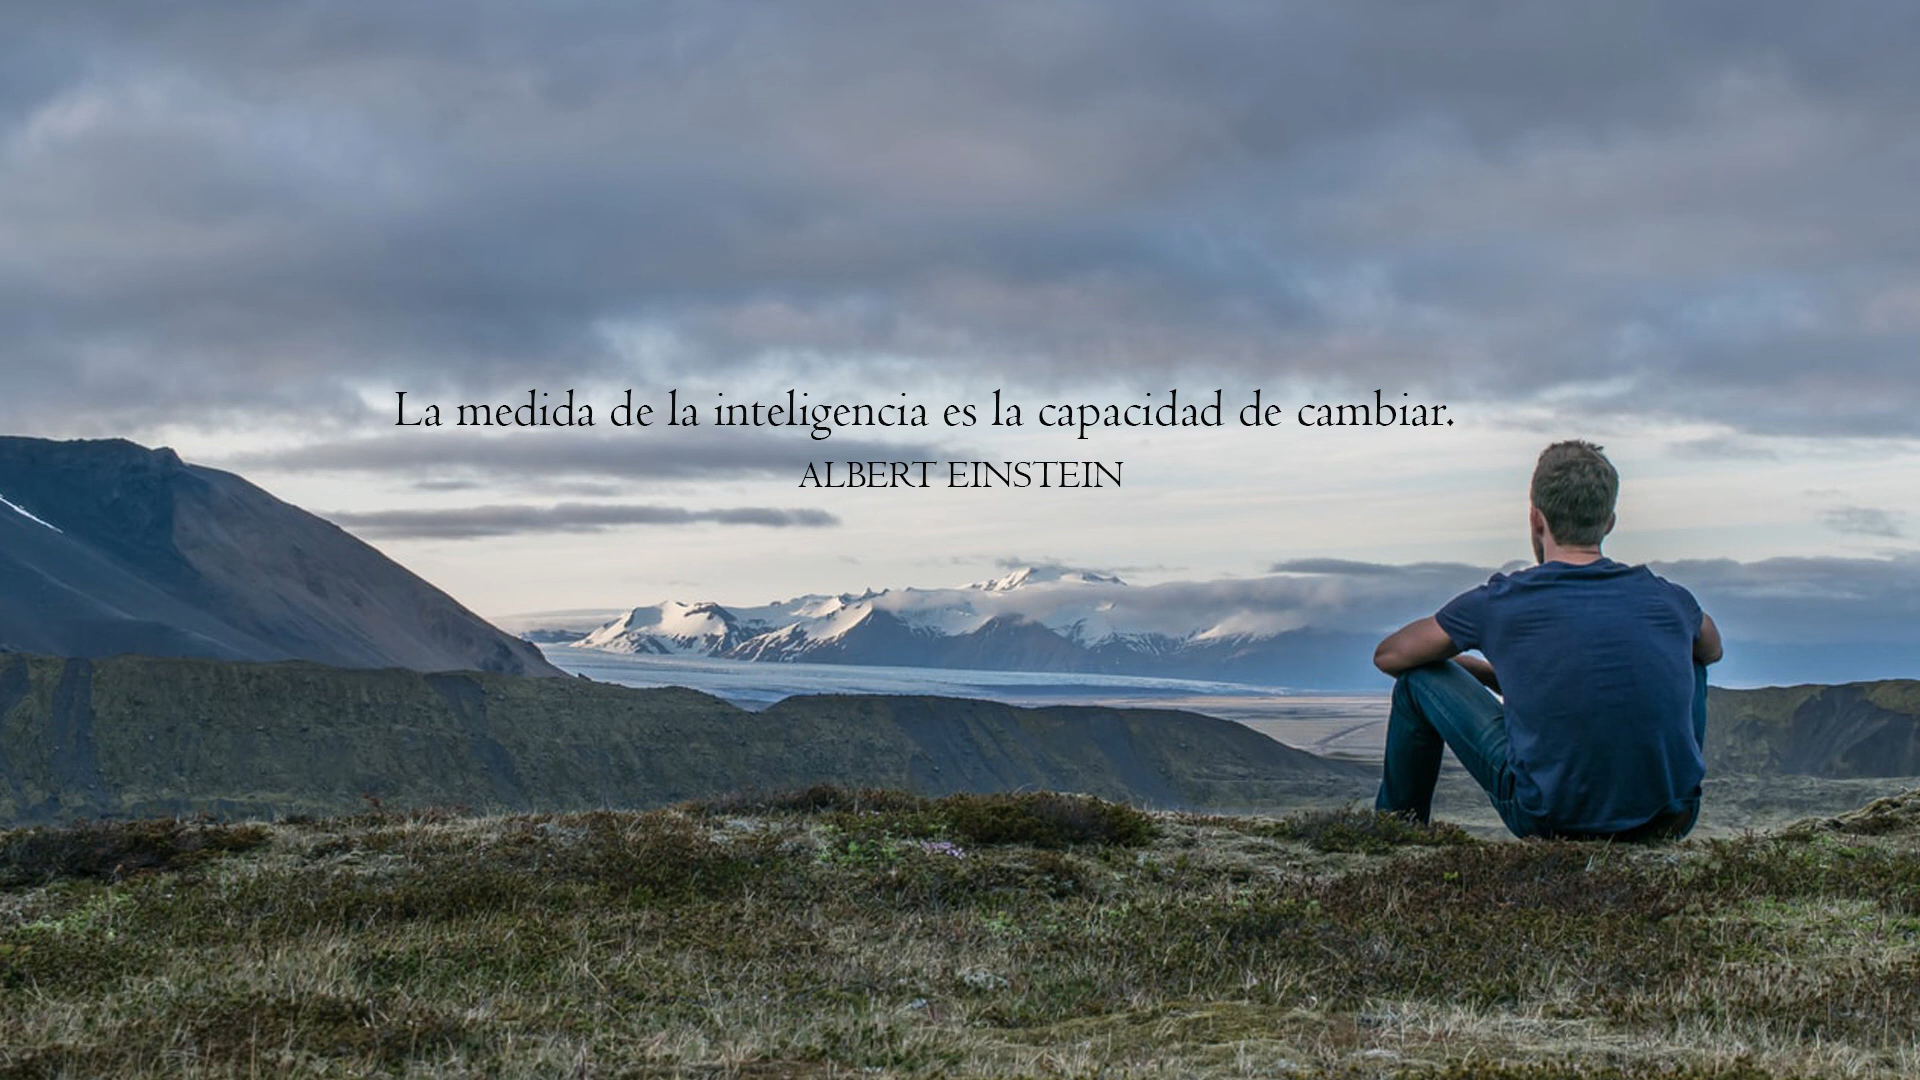 La medida de la inteligencia es la capacidad de cambiar.
ALBERT EINSTEIN